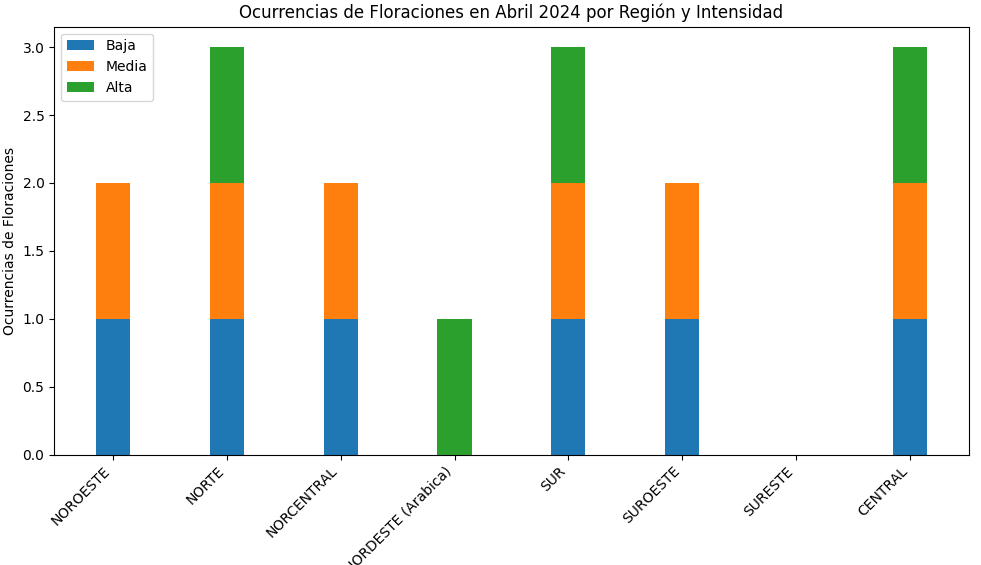 Ocurrencias de Floraciones en Abril 2024 por Región y Intensidad
Baja
Media
Alta
Ocurrencias de Floraciones
3.0
2.5
2.0
1.5
1.0
0.5
0.0
NOROESTE
NORTE
NORCENTRAL
(Arabica)
SUR
SUROESTE
SURESTE
CENTRAL